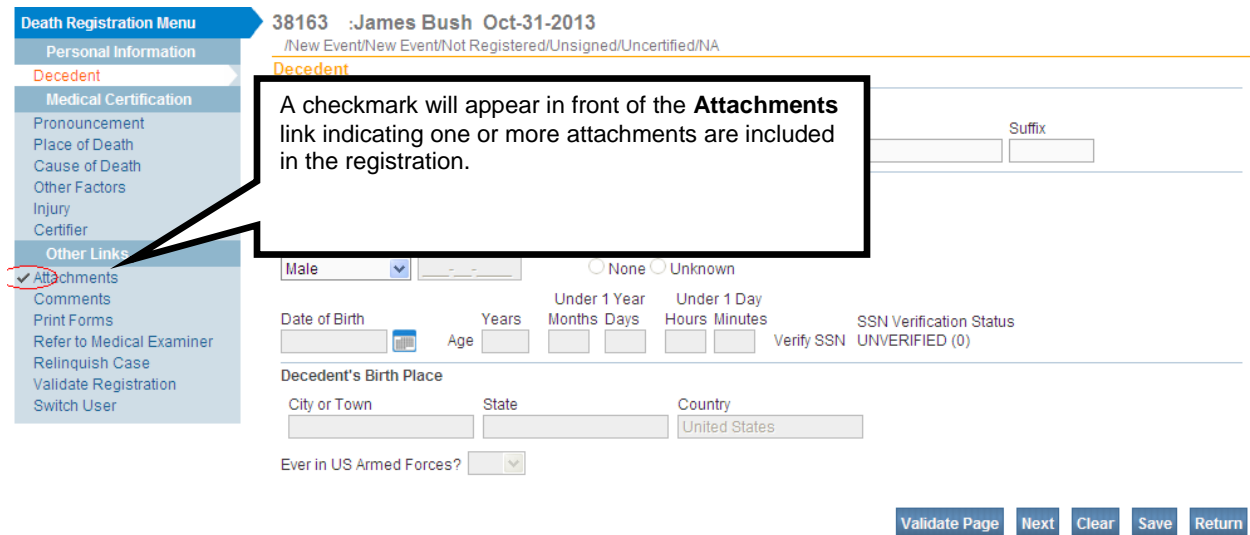 Death Registration Menu
Personal Information
Decedent
Medical Certification
Pronouncement
Place of Death
Cause of Death
Other Factors
Injury
Certifier
Other Links
Attachments
Comments
Print Forms
Refer to Medical Examiner
Relinquish Case
Validate Registration
Switch User
38163 :James Bush Oct-31-2013
/New Event/New Event/Not Registered/Unsigned/Uncertified/NA
Decedent
A checkmark will appear in front of the Attachments
link indicating one or more attachments are included
in the registration.
Suffix
Male __-_-____ None Unknown
Under 1 Year Under 1 Day
Date of Birth Years Months Days Hours Minutes SSN Verification Status
Age Verify SSN UNVERIFIED (0)
Decedent's Birth Place
City or Town State Country
United States
Ever in US Armed Forces?
Validate Page Next Clear Save Return